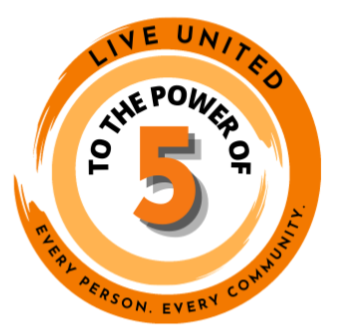 LIVE UNITED
TO THE POWER OF
5
EVERY PERSON. EVERY COMMUNITY.